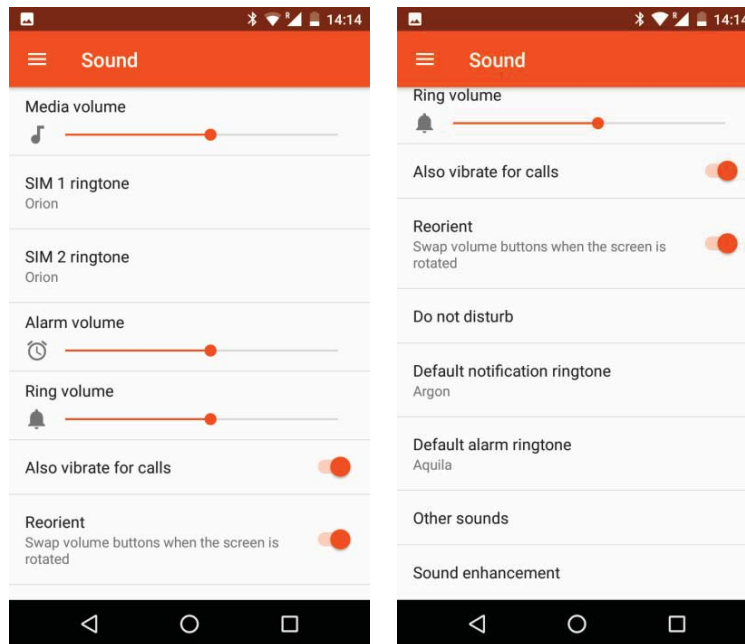 R 14:14
Sound
Media volume
SIM 1 ringtone
Orion
SIM 2 ringtone
Orion
Alarm volume
Ring volume
Also vibrate for calls
Reorient
Swap volume buttons when the screen is
rotated
R 14:14
Sound
Ring volume
Also vibrate for calls
Reorient
Swap volume buttons when the screen is
rotated
Do not disturb
Default notification ringtone
Argon
Default alarm ringtone
Aquila
Other sounds
Sound enhancement